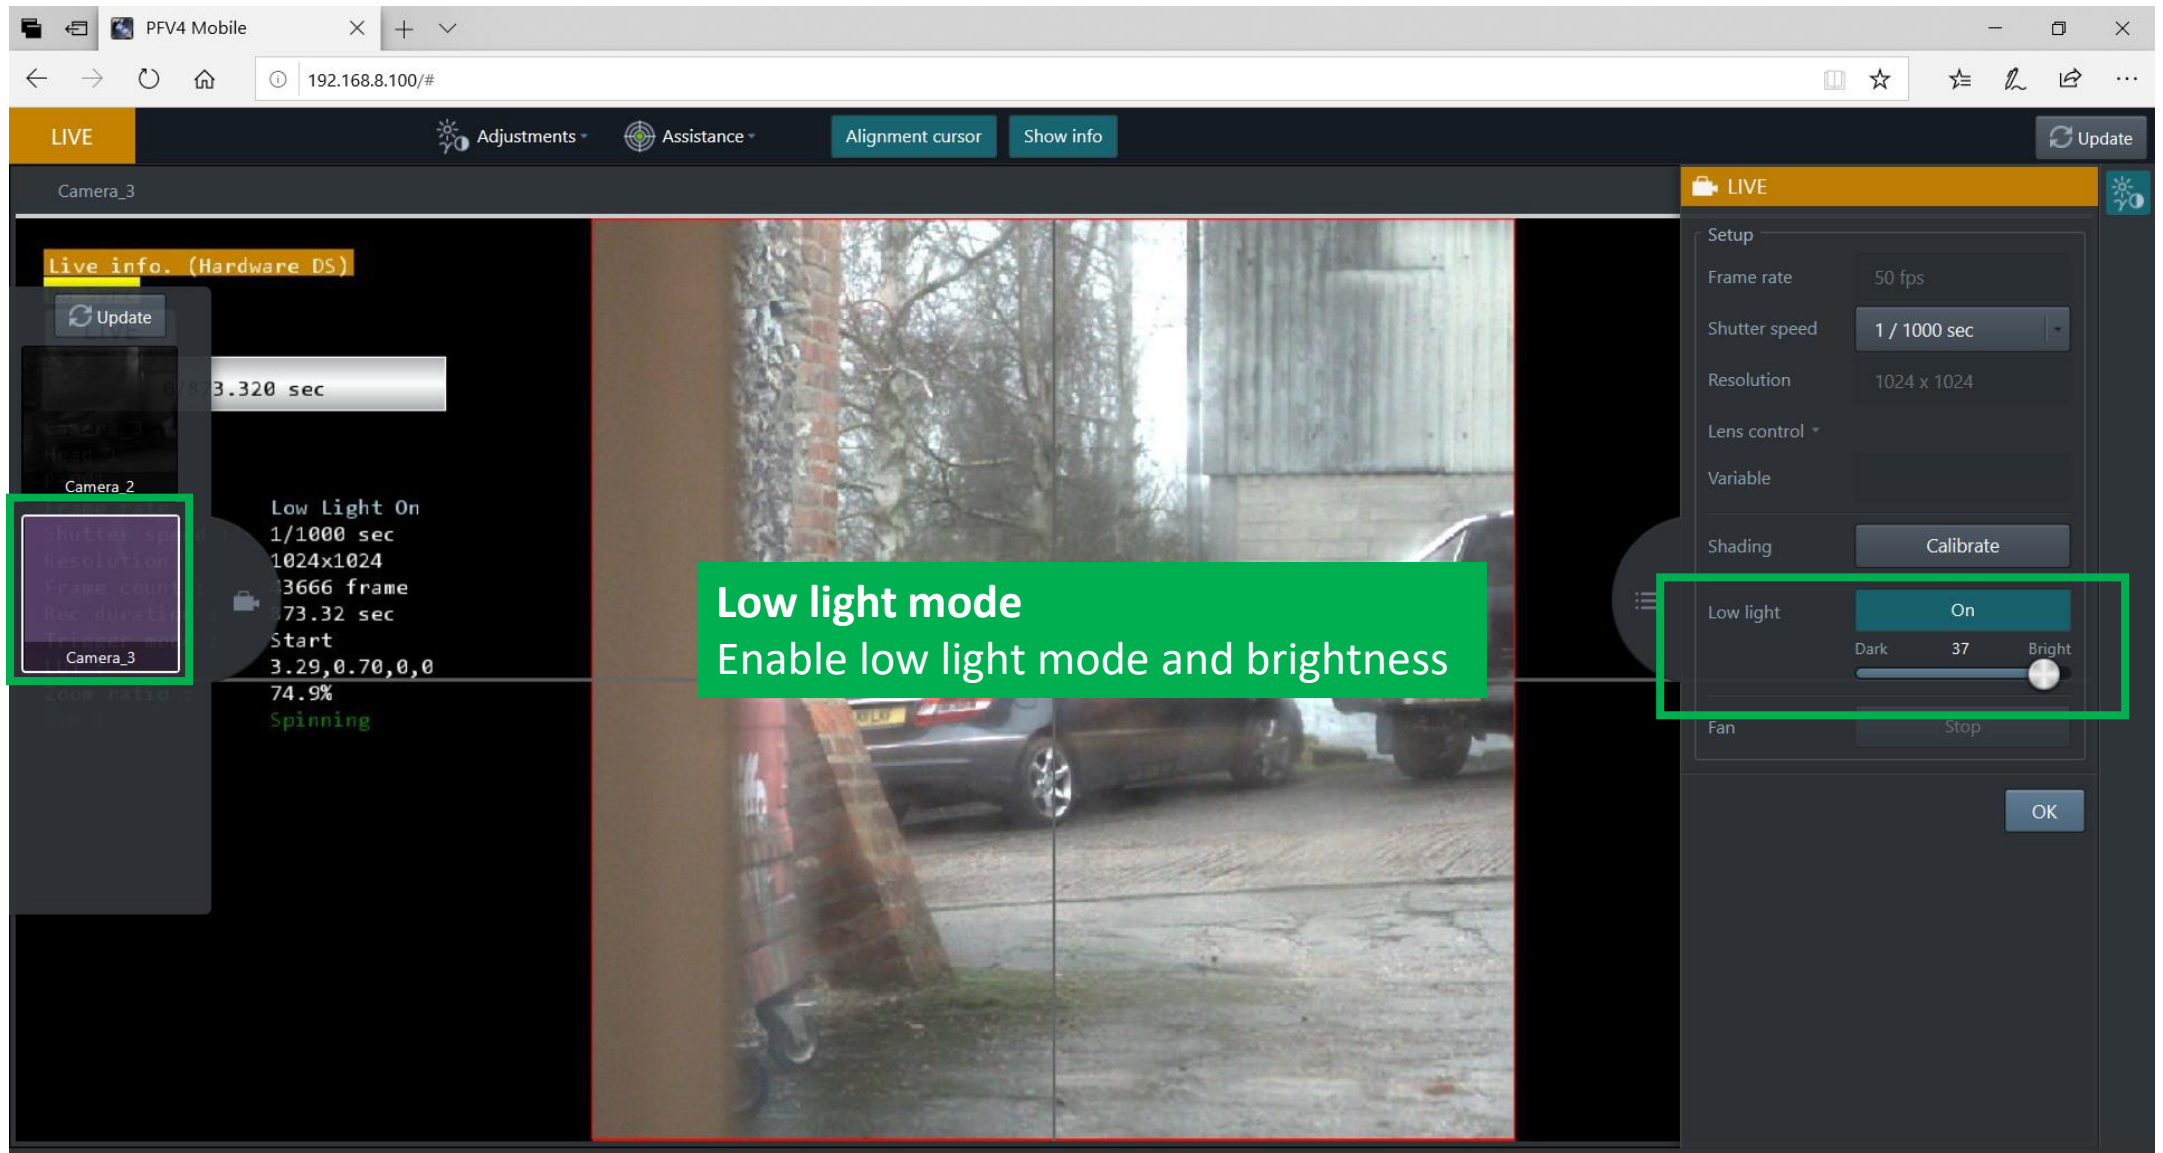 PFV4 Mobile
192.168.8.100/#
LIVE
Adjustments
Assistance
Alignment cursor
Show info
Update
Camera_3
Live info. (Hardware DS)
Update
3.320 sec
Camera_2
Camera_3
Low Light On
1/1000 sec
1024x1024
3666 frame
73.32 sec
Start
3.29,0.70,0,0
Zoom ratio :
74.9%
Spinning
Low light mode
Enable low light mode and brightness
LIVE
Setup
Frame rate
50 fps
Shutter speed
1 / 1000 sec
Resolution
1024 x 1024
Lens control
Variable
Shading
Calibrate
Low light
On
Dark
37
Bright
Fan
Stop
OK